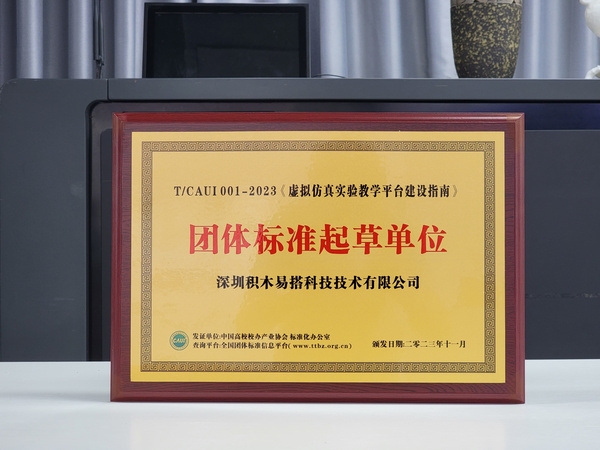 T/CAUI 001-2023《虚拟仿真实验教学平台建设指南》
团体标准起草单位
深圳积木易搭科技技术有限公司
CAUI
发证单位:中国高校校办产业协会 标准化办公室
查询平台:全国团体标准信息平台( www.ttbz.org.cn)
颁发日期:二〇二三年十一月